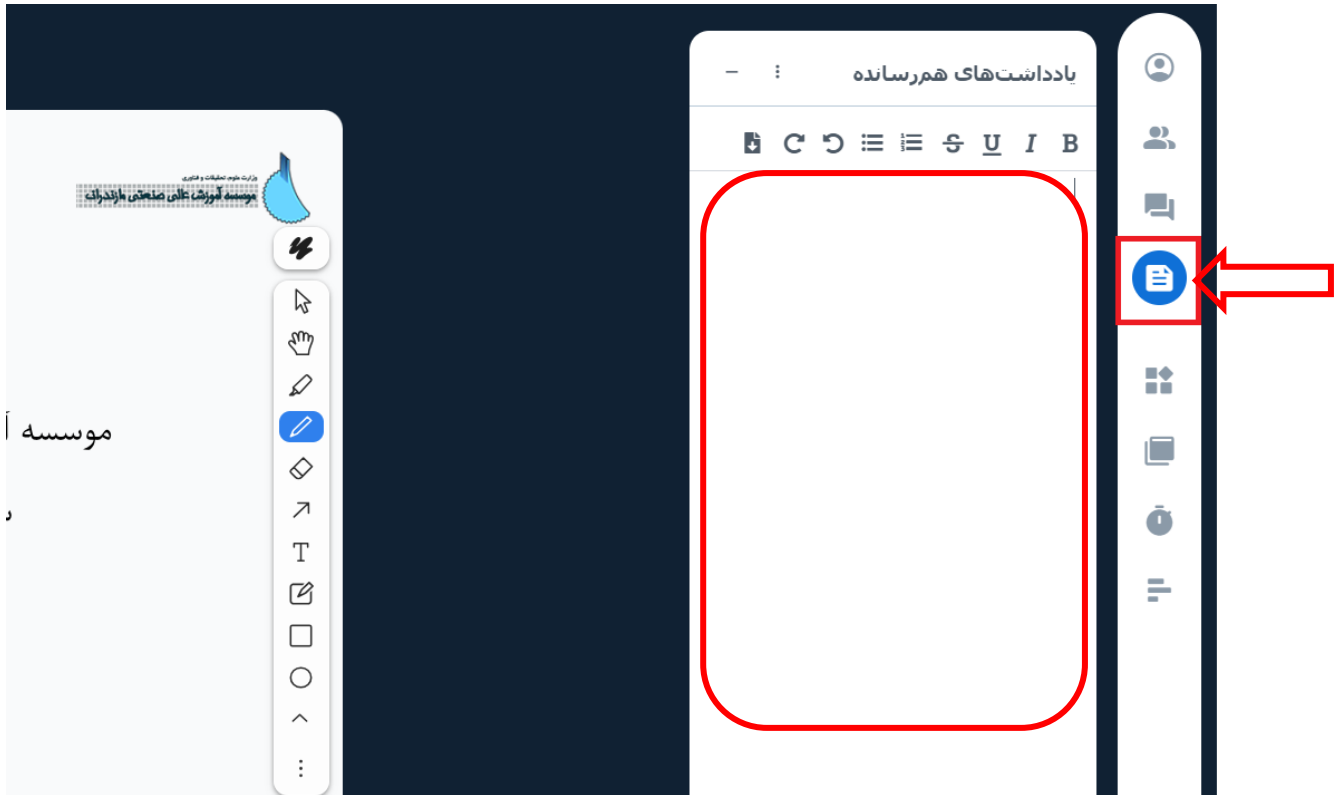 یادداشت‌های هم‌رسانده
B I U S
وزارت علوم، تحقیقات و فناوری
موسسه آموزش عالی صنعتی مازندران
T
موسسه آ